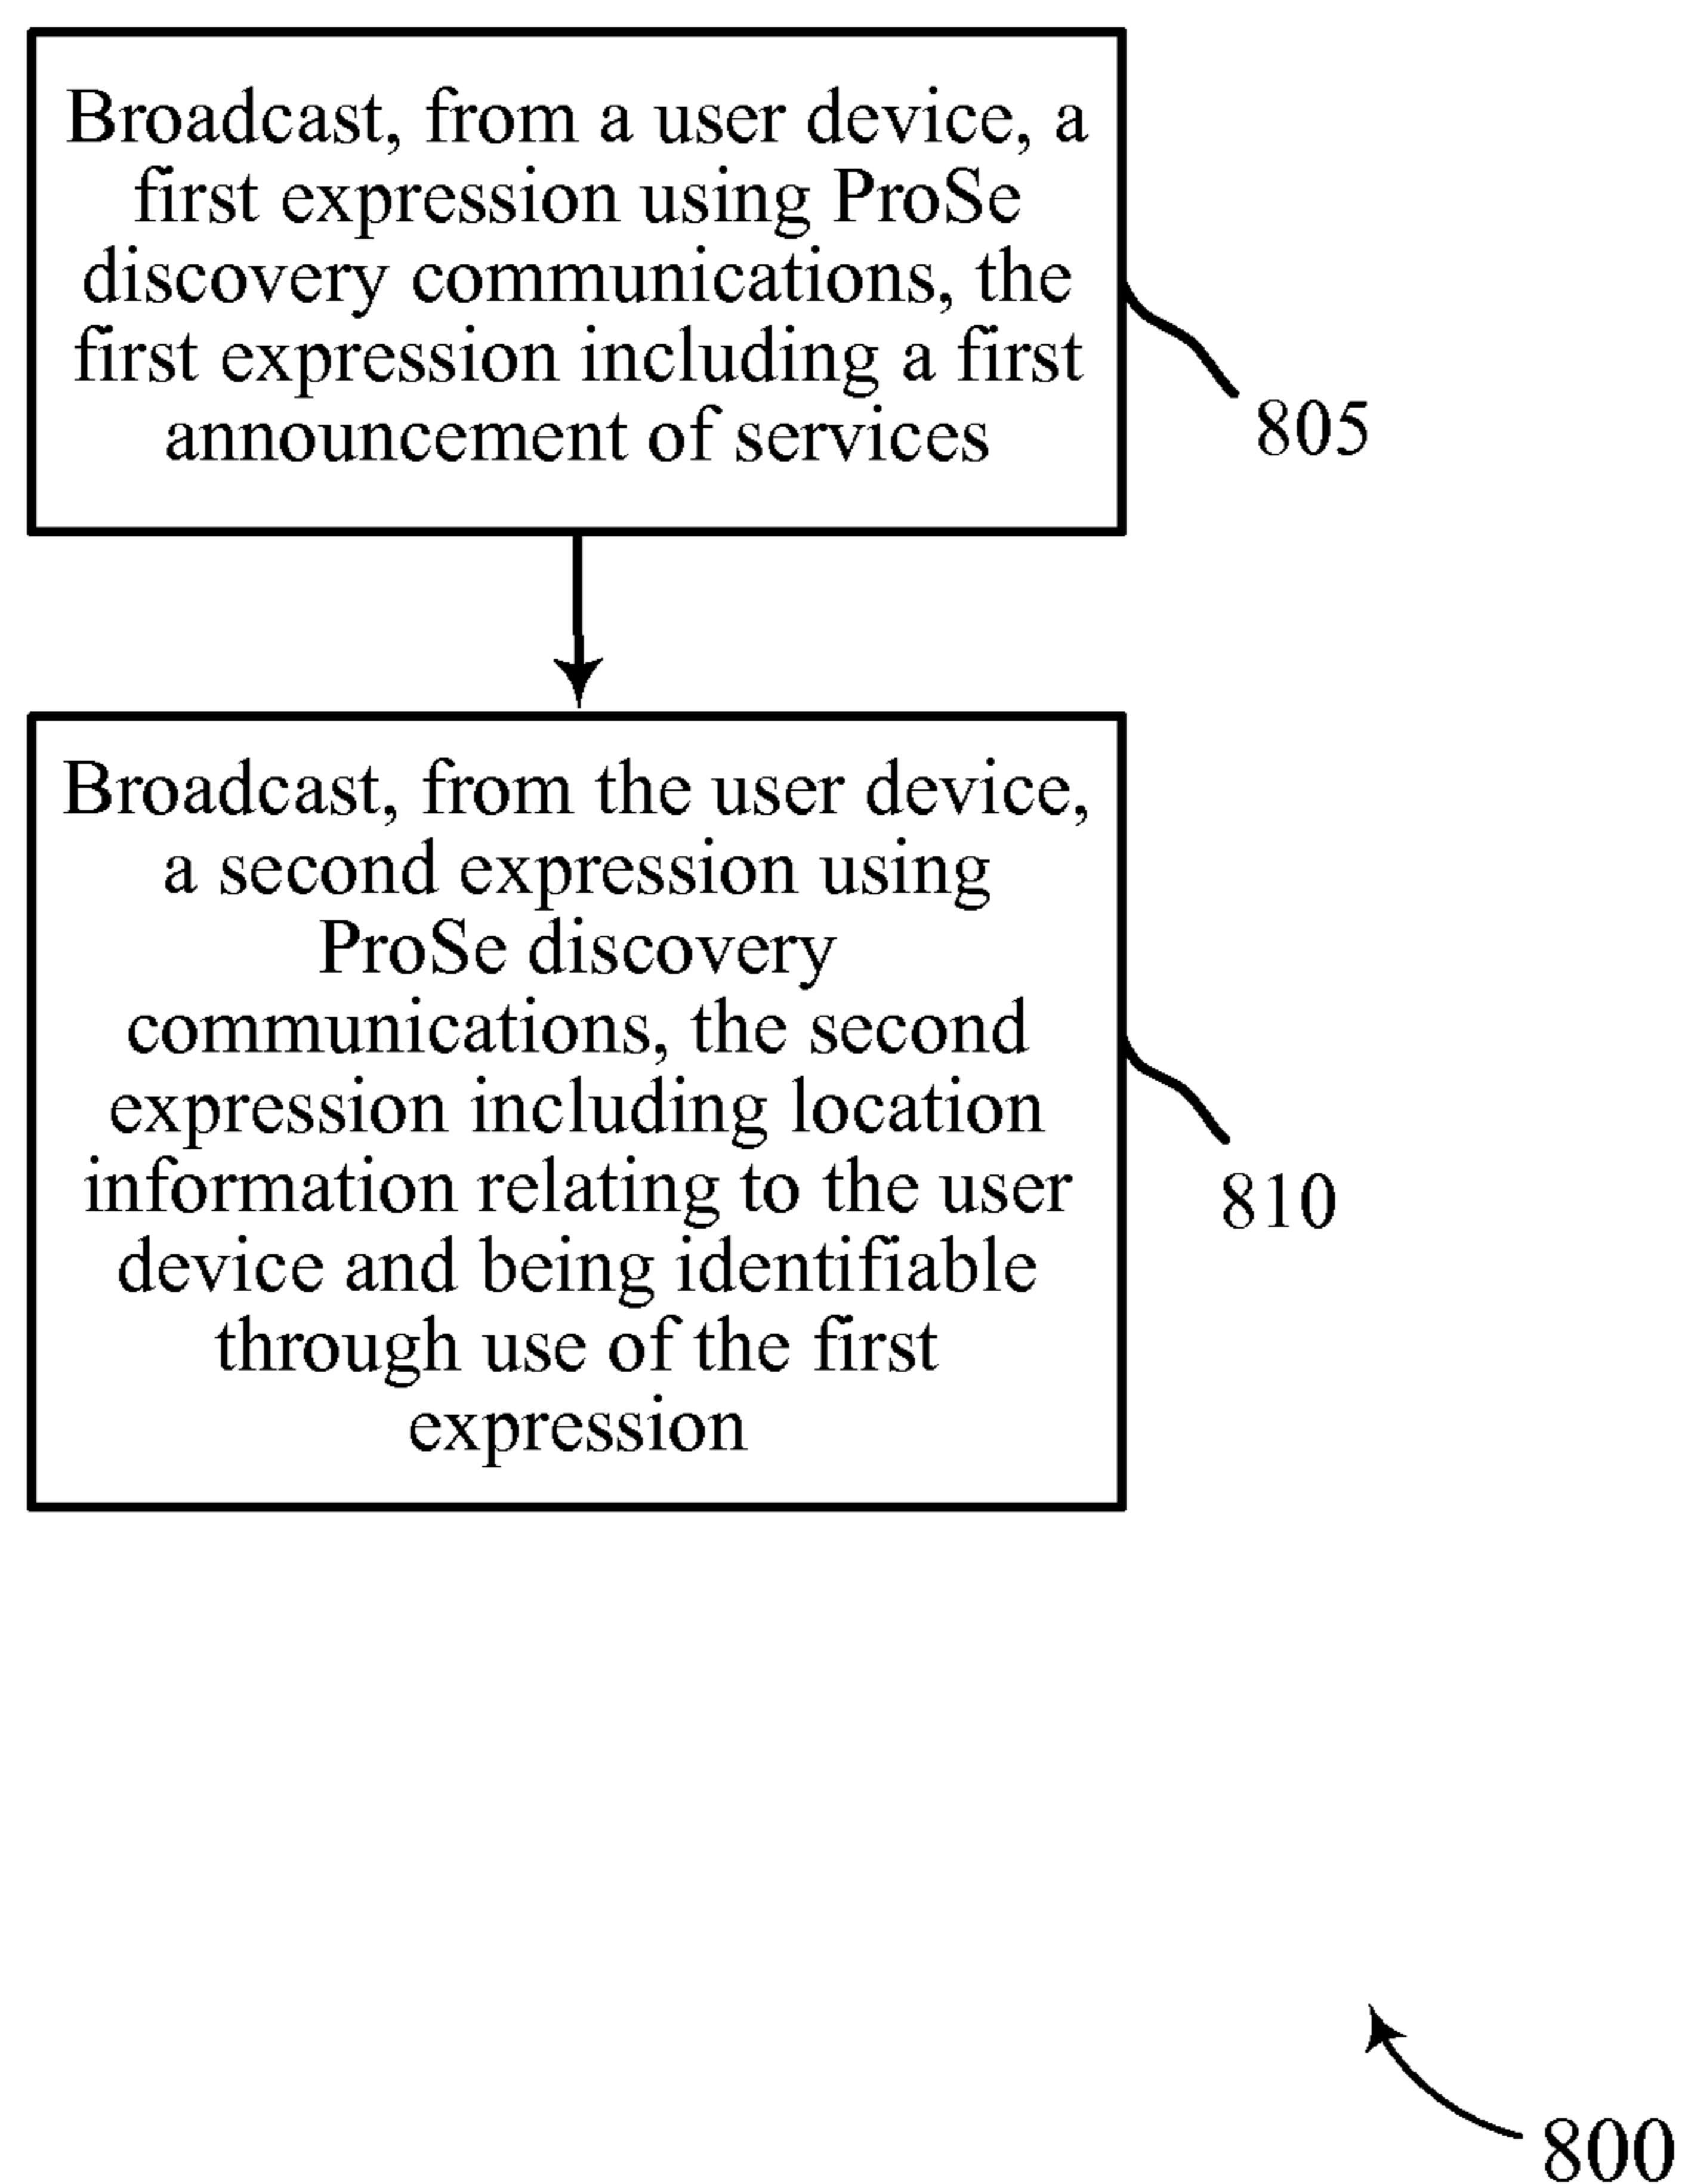 Broadcast, from a user device, a
first expression using ProSe
discovery communications, the
first expression including a first
announcement of services
805
Broadcast, from the user device,
a second expression using
ProSe discovery
communications, the second
expression including location
information relating to the user
device and being identifiable
through use of the first
expression
810
800